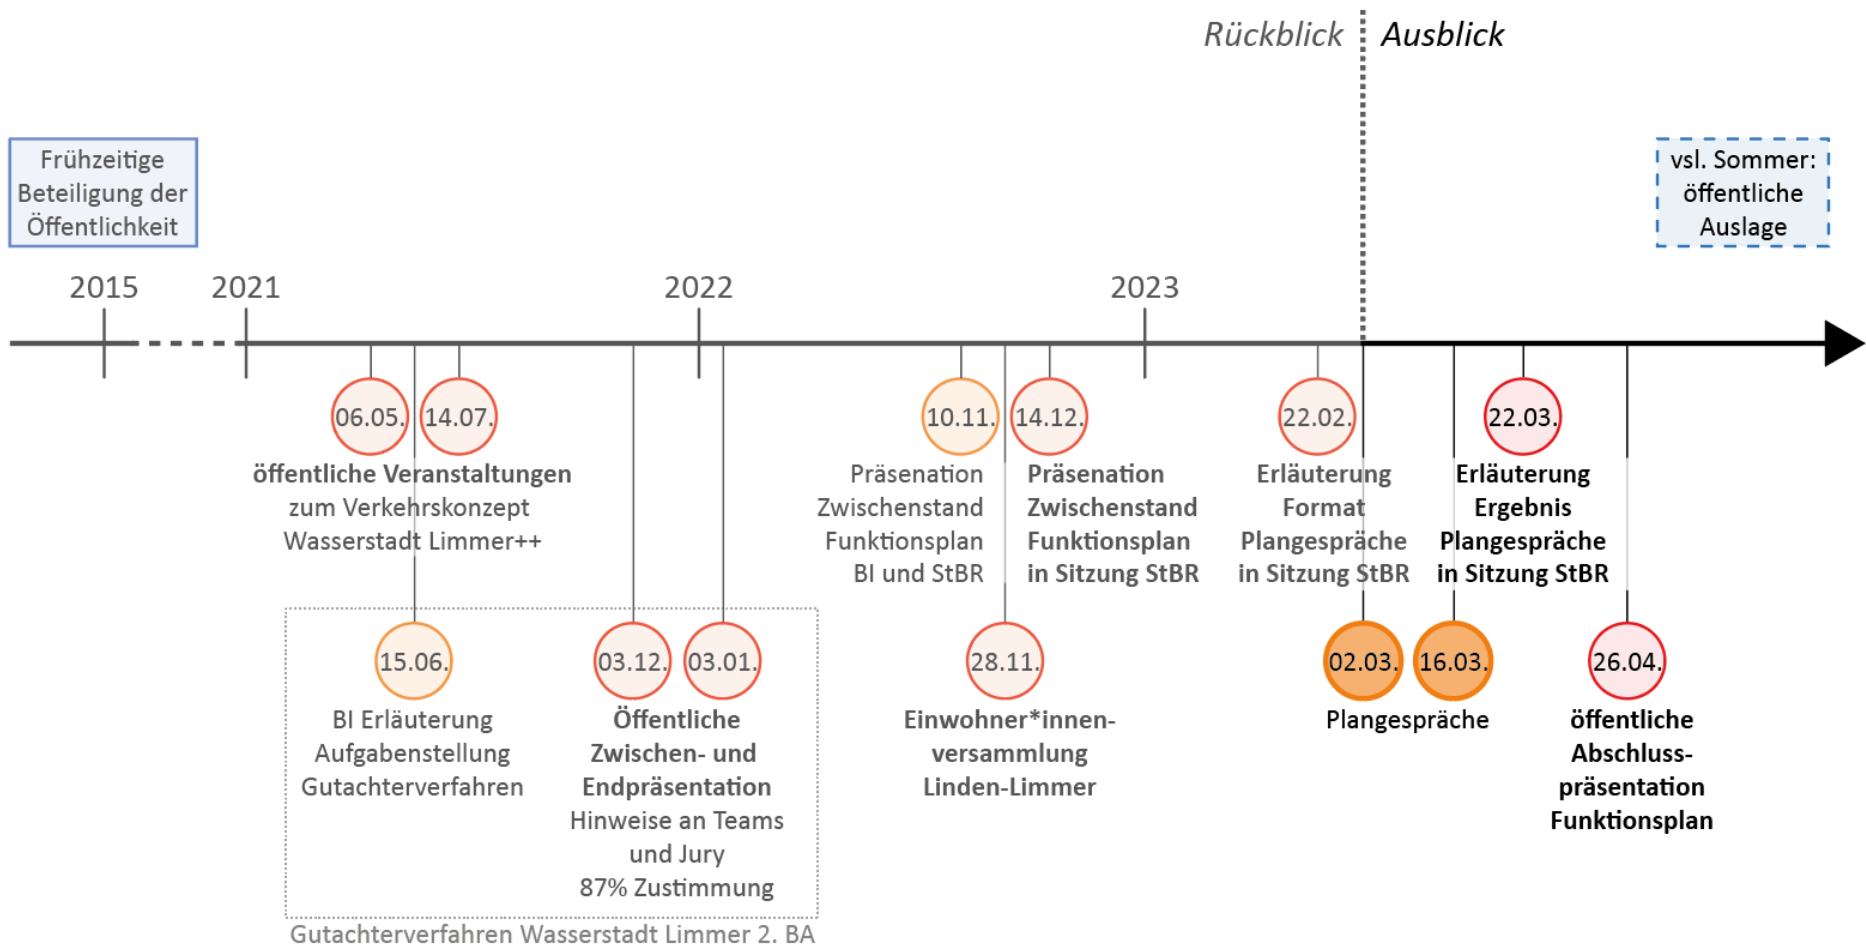 Rückblick
Ausblick
Frühzeitige
Beteiligung der
Öffentlichkeit
vsl. Sommer:
öffentliche
Auslage
2015
2021
2022
2023
06.05.
14.07.
öffentliche Veranstaltungen
zum Verkehrskonzept
Wasserstadt Limmer++
10.11.
Präsenation
Zwischenstand
Funktionsplan
BI und StBR
14.12.
Präsenation
Zwischenstand
Funktionsplan
in Sitzung StBR
22.02.
Erläuterung
Format
Plangespräche
in Sitzung StBR
22.03.
Erläuterung
Ergebnis
Plangespräche
in Sitzung StBR
15.06.
BI Erläuterung
Aufgabenstellung
Gutachterverfahren
03.12.
03.01.
Öffentliche
Zwischen- und
Endpräsentation
Hinweise an Teams
und Jury
87% Zustimmung
Gutachterverfahren Wasserstadt Limmer 2. BA
28.11.
Einwohner*innen-
versammlung
Linden-Limmer
02.03.
16.03.
Plangespräche
26.04.
öffentliche
Abschluss-
präsentation
Funktionsplan